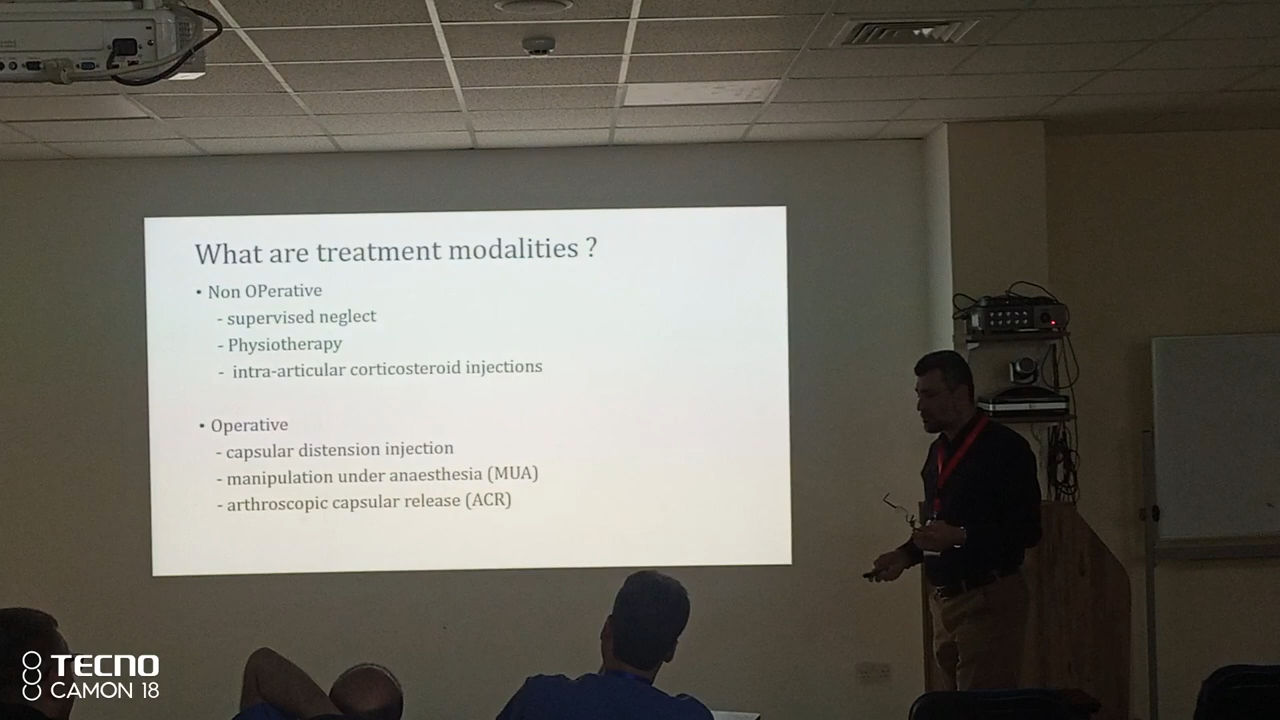 What are treatment modalities ?
• Non OPerative
- supervised neglect
- Physiotherapy
- intra-articular corticosteroid injections
• Operative
- capsular distension injection
- manipulation under anaesthesia (MUA)
- arthroscopic capsular release (ACR)
TECNO
CAMON 18